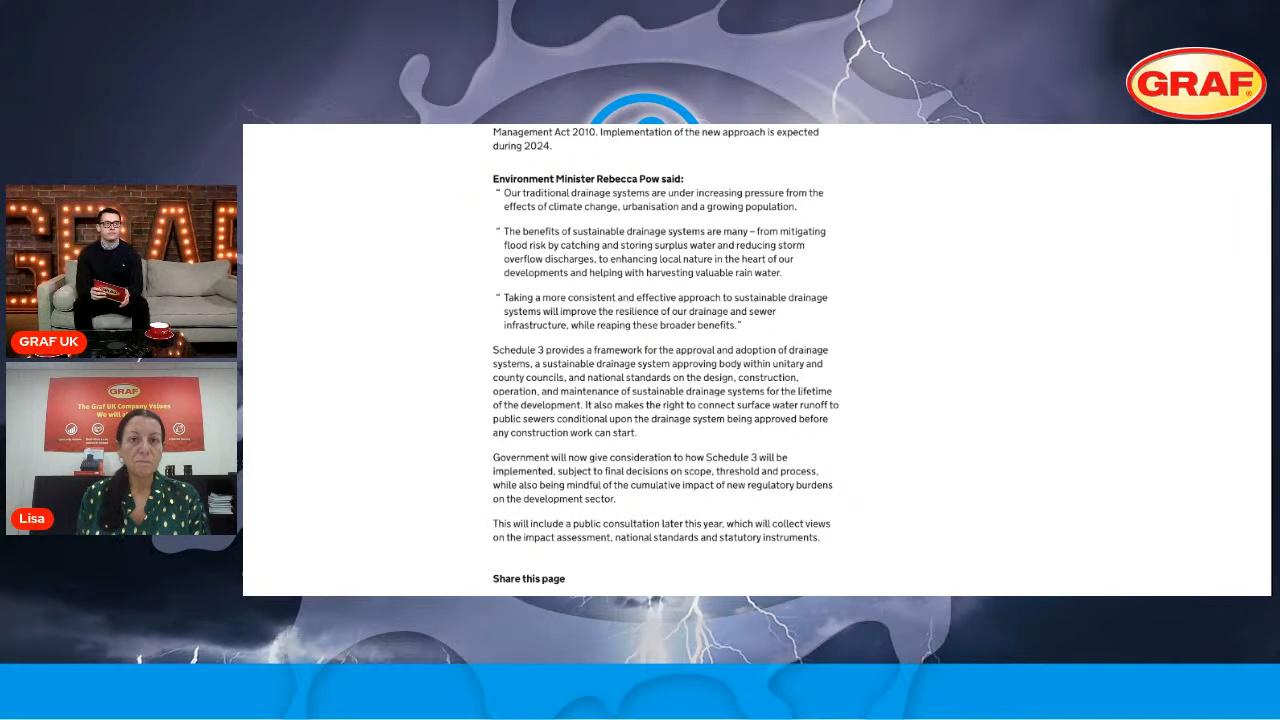 GRAF
Management Act 2010. Implementation of the new approach is expected
during 2024.
Environment Minister Rebecca Pow said:
“ Our traditional drainage systems are under increasing pressure from the
effects of climate change, urbanisation and a growing population.
“ The benefits of sustainable drainage systems are many – from mitigating
flood risk by catching and storing surplus water and reducing storm
overflow discharges, to enhancing local nature in the heart of our
developments and helping with harvesting valuable rain water.
“ Taking a more consistent and effective approach to sustainable drainage
systems will improve the resilience of our drainage and sewer
infrastructure, while reaping these broader benefits.”
Schedule 3 provides a framework for the approval and adoption of drainage
systems, a sustainable drainage system approving body within unitary and
county councils, and national standards on the design, construction,
operation, and maintenance of sustainable drainage systems for the lifetime
of the development. It also makes the right to connect surface water runoff to
public sewers conditional upon the drainage system being approved before
any construction work can start.
Government will now give consideration to how Schedule 3 will be
implemented, subject to final decisions on scope, threshold and process,
while also being mindful of the cumulative impact of new regulatory burdens
on the development sector.
This will include a public consultation later this year, which will collect views
on the impact assessment, national standards and statutory instruments.
Share this page
GRAF
GRAF UK
GRAF
The Graf UK Company Values
We will
Lisa